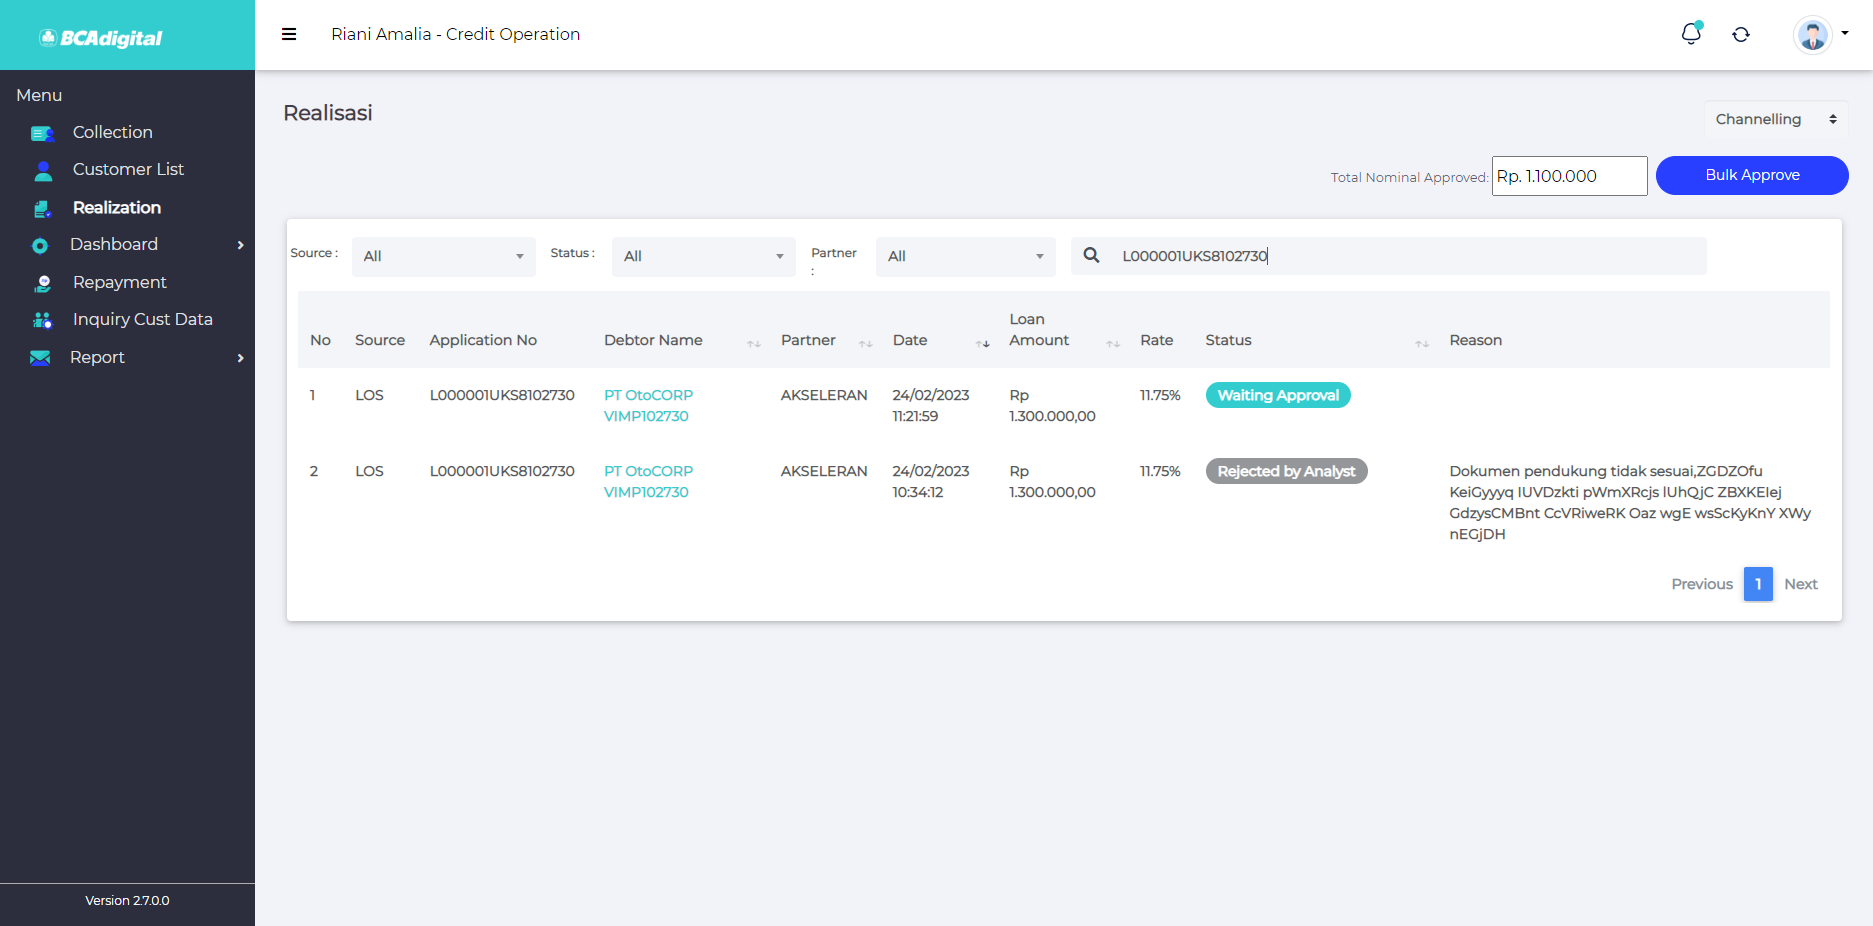 BCAdigital
Riani Amalia - Credit Operation
Menu
Collection
Customer List
Realization
Dashboard
Repayment
Inquiry Cust Data
Report
Version 2.7.0.0
Realisasi
Channelling
Total Nominal Approved: Rp. 1.100.000 Bulk Approve
Source : All Status : All Partner : All L000001UKS8102730
No Source Application No Debtor Name Partner Date Loan Amount Rate Status Reason
1 LOS L000001UKS8102730 PT OtoCORP AKSELERAN 24/02/2023 Rp 11.75% Waiting Approval
VIMP102730 11:21:59 1.300.000,00
2 LOS L000001UKS8102730 PT OtoCORP AKSELERAN 24/02/2023 Rp 11.75% Rejected by Analyst Dokumen pendukung tidak sesuai,ZGDZOfu
VIMP102730 10:34:12 1.300.000,00 KeiGyyyq IUVDzkti pWmXRcjs lUhQjC ZBXKEIej
GdzysCMBnt CcVRiweRK Oaz wgE wsScKyKnY XWy
nEGjDH
Previous 1 Next